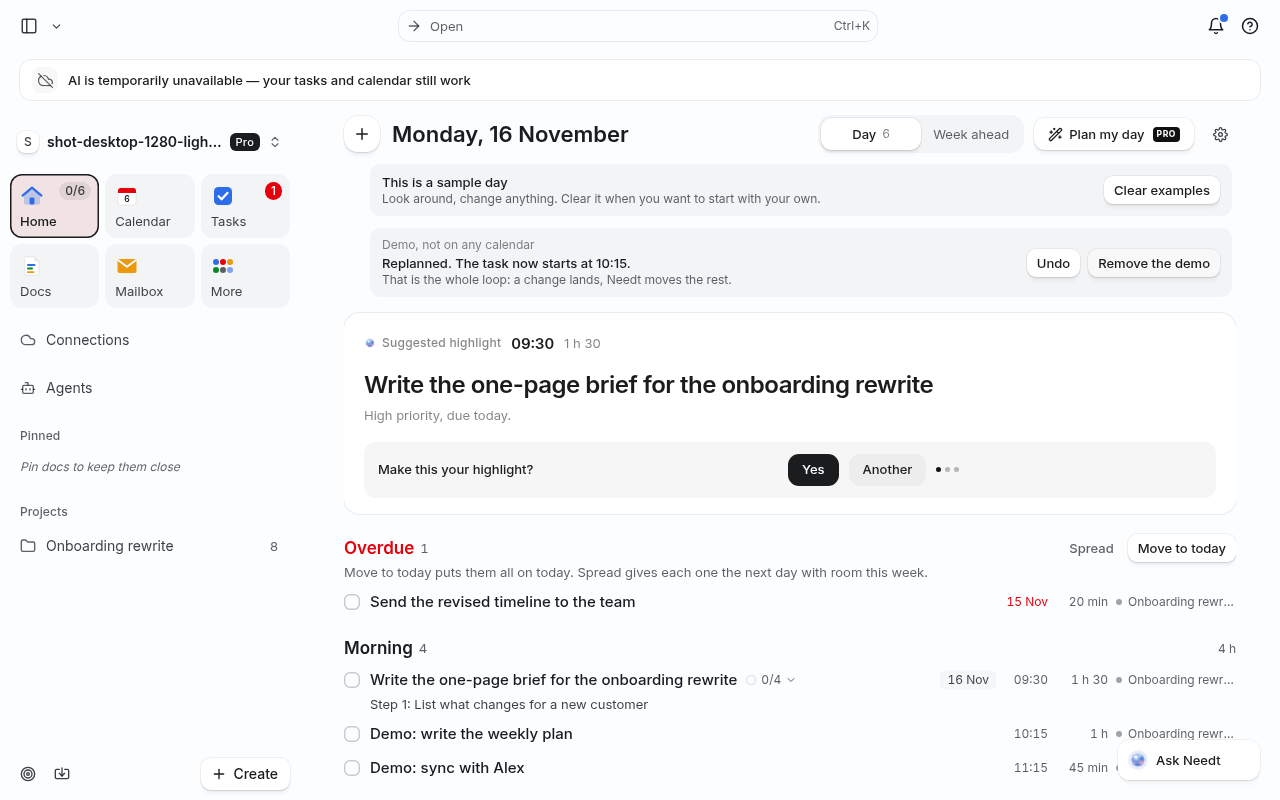 Open
Ctrl+K
AI is temporarily unavailable — your tasks and calendar still work
S
shot-desktop-1280-ligh...
Pro
0/6
Home
6
Calendar
1
Tasks
Docs
Mailbox
More
Connections
Agents
Pinned
Pin docs to keep them close
Projects
Onboarding rewrite 8
Create
Monday, 16 November
Day 6
Week ahead
Plan my day PRO
This is a sample day
Look around, change anything. Clear it when you want to start with your own.
Clear examples
Demo, not on any calendar
Replanned. The task now starts at 10:15.
That is the whole loop: a change lands, Needt moves the rest.
Undo
Remove the demo
Suggested highlight 09:30 1 h 30
Write the one-page brief for the onboarding rewrite
High priority, due today.
Make this your highlight?
Yes
Another
Overdue 1
Spread
Move to today
Move to today puts them all on today. Spread gives each one the next day with room this week.
Send the revised timeline to the team 15 Nov 20 min Onboarding rewr...
Morning 4 4 h
Write the one-page brief for the onboarding rewrite 0/4 16 Nov 09:30 1 h 30 Onboarding rewr...
Step 1: List what changes for a new customer
Demo: write the weekly plan 10:15 1 h Onboarding rewr...
Demo: sync with Alex 11:15 45 min
Ask Needt